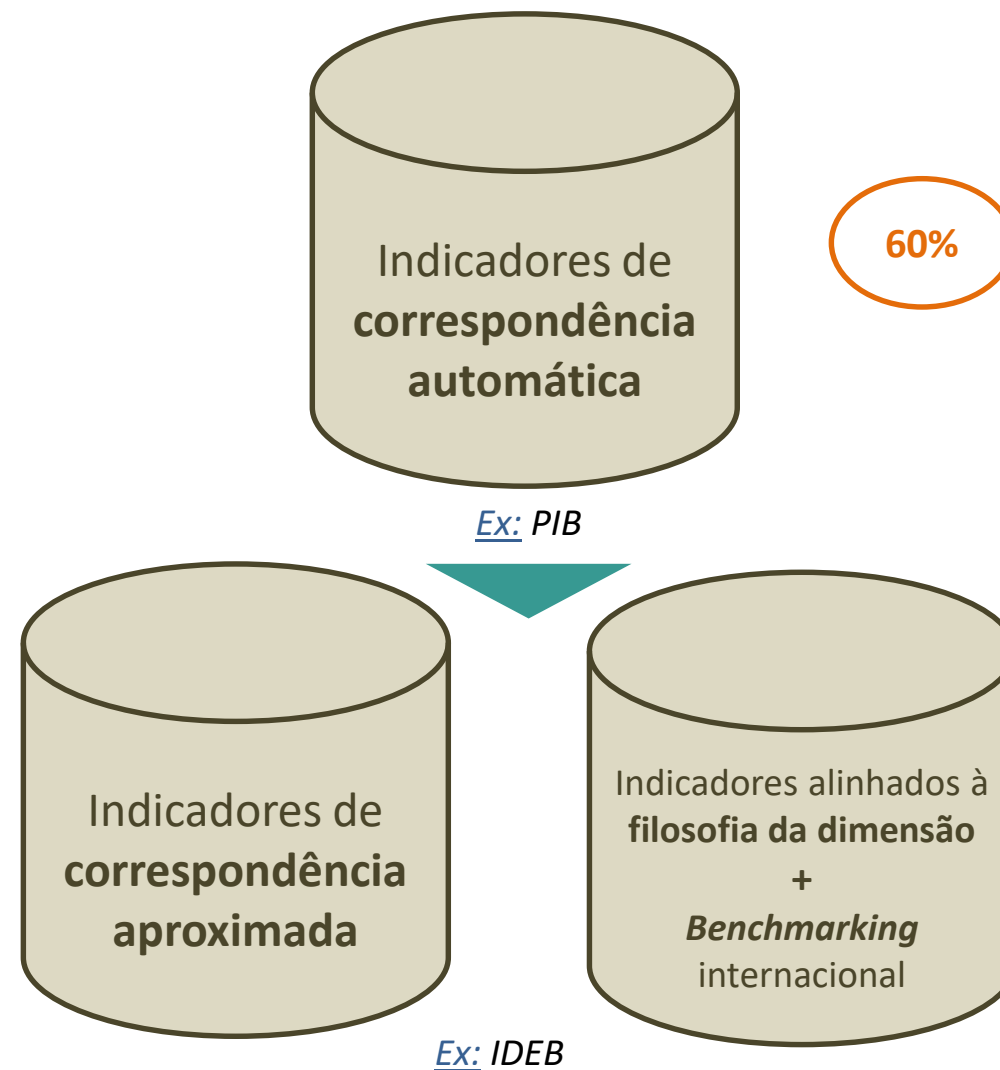 Indicadores de
correspondência
automática
60%
Ex: PIB
Indicadores de
correspondência
aproximada
Indicadores alinhados à
filosofia da dimensão
+
Benchmarking
internacional
Ex: IDEB